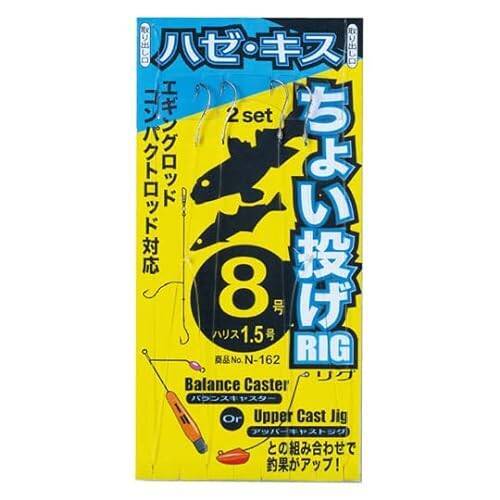 取り出し口
ハゼ・キス
取り出し口
2 set
ちょい投げ
RIG
リグ
エギングロッド
コンパクトロッド対応
8号
ハリス1.5号
商品No. N-162
Balance Caster
バランスキャスター
Or
Upper Cast Jig
アッパーキャストジグ
との組み合わせで
釣果がアップ!